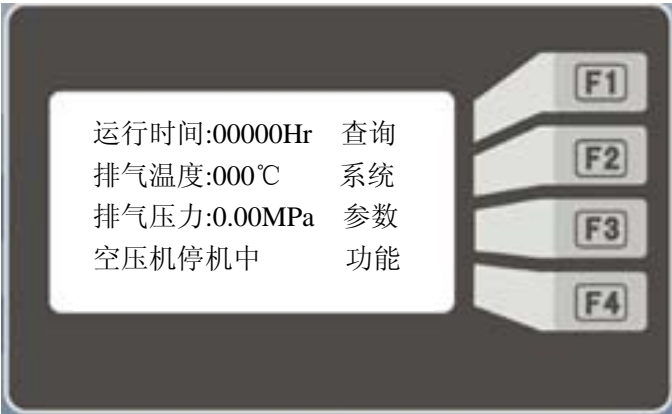 运行时间:00000Hr 查询 F1
排气温度:000℃ 系统 F2
排气压力:0.00MPa 参数 F3
空压机停机中 功能 F4